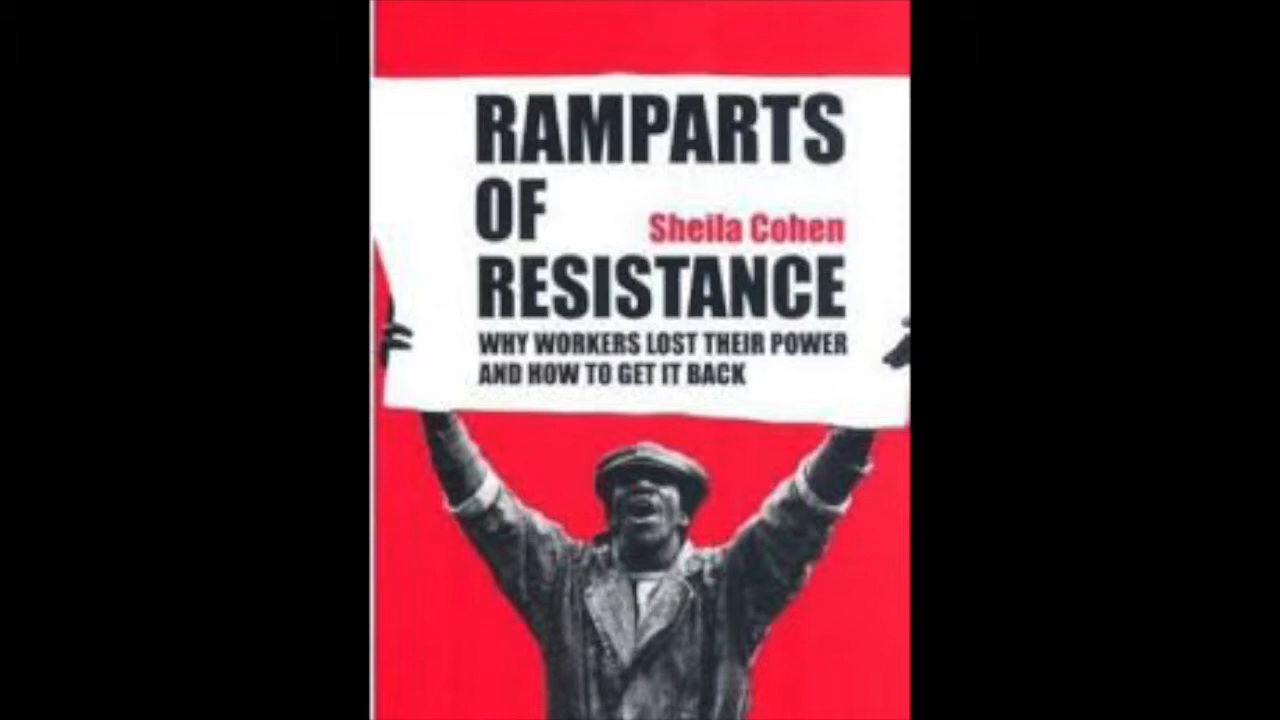 RAMPARTS
OF
Sheila Cohen
RESISTANCE
WHY WORKERS LOST THEIR POWER
AND HOW TO GET IT BACK